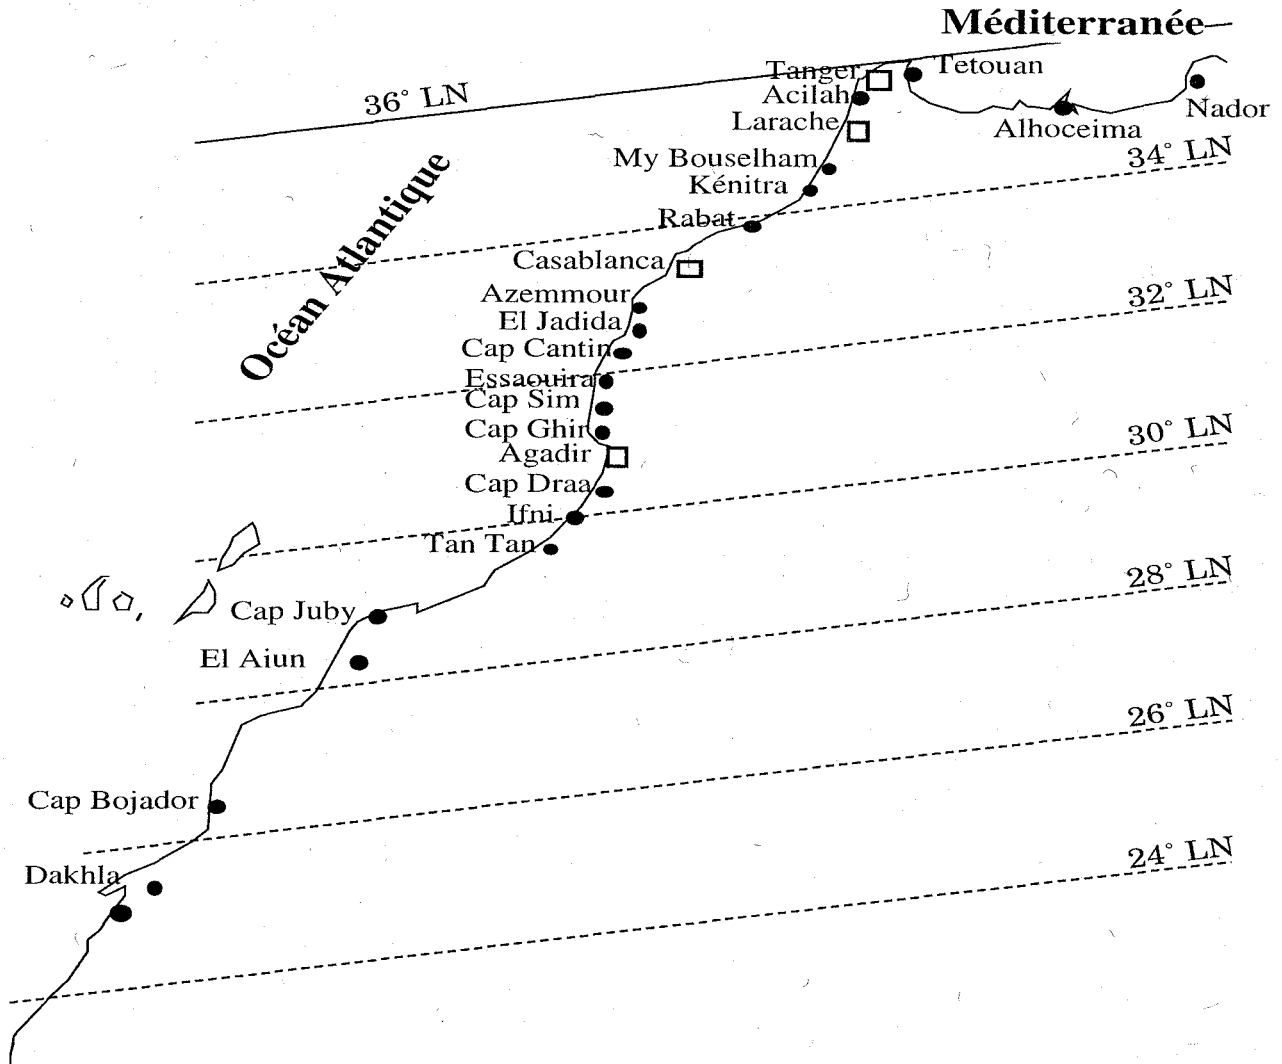 Méditerranée
36° LN
Tanger
Tetouan
Acilah
Nador
Larache
Alhoceima
34° LN
My Bouselham
Kénitra
Océan Atlantique
Rabat
Casablanca
32° LN
Azemmour
El Jadida
Cap Cantin
Essaouira
Cap Sim
Cap Ghir
30° LN
Agadir
Cap Draa
Ifni
Tan Tan
28° LN
Cap Juby
El Aiun
26° LN
Cap Bojador
24° LN
Dakhla